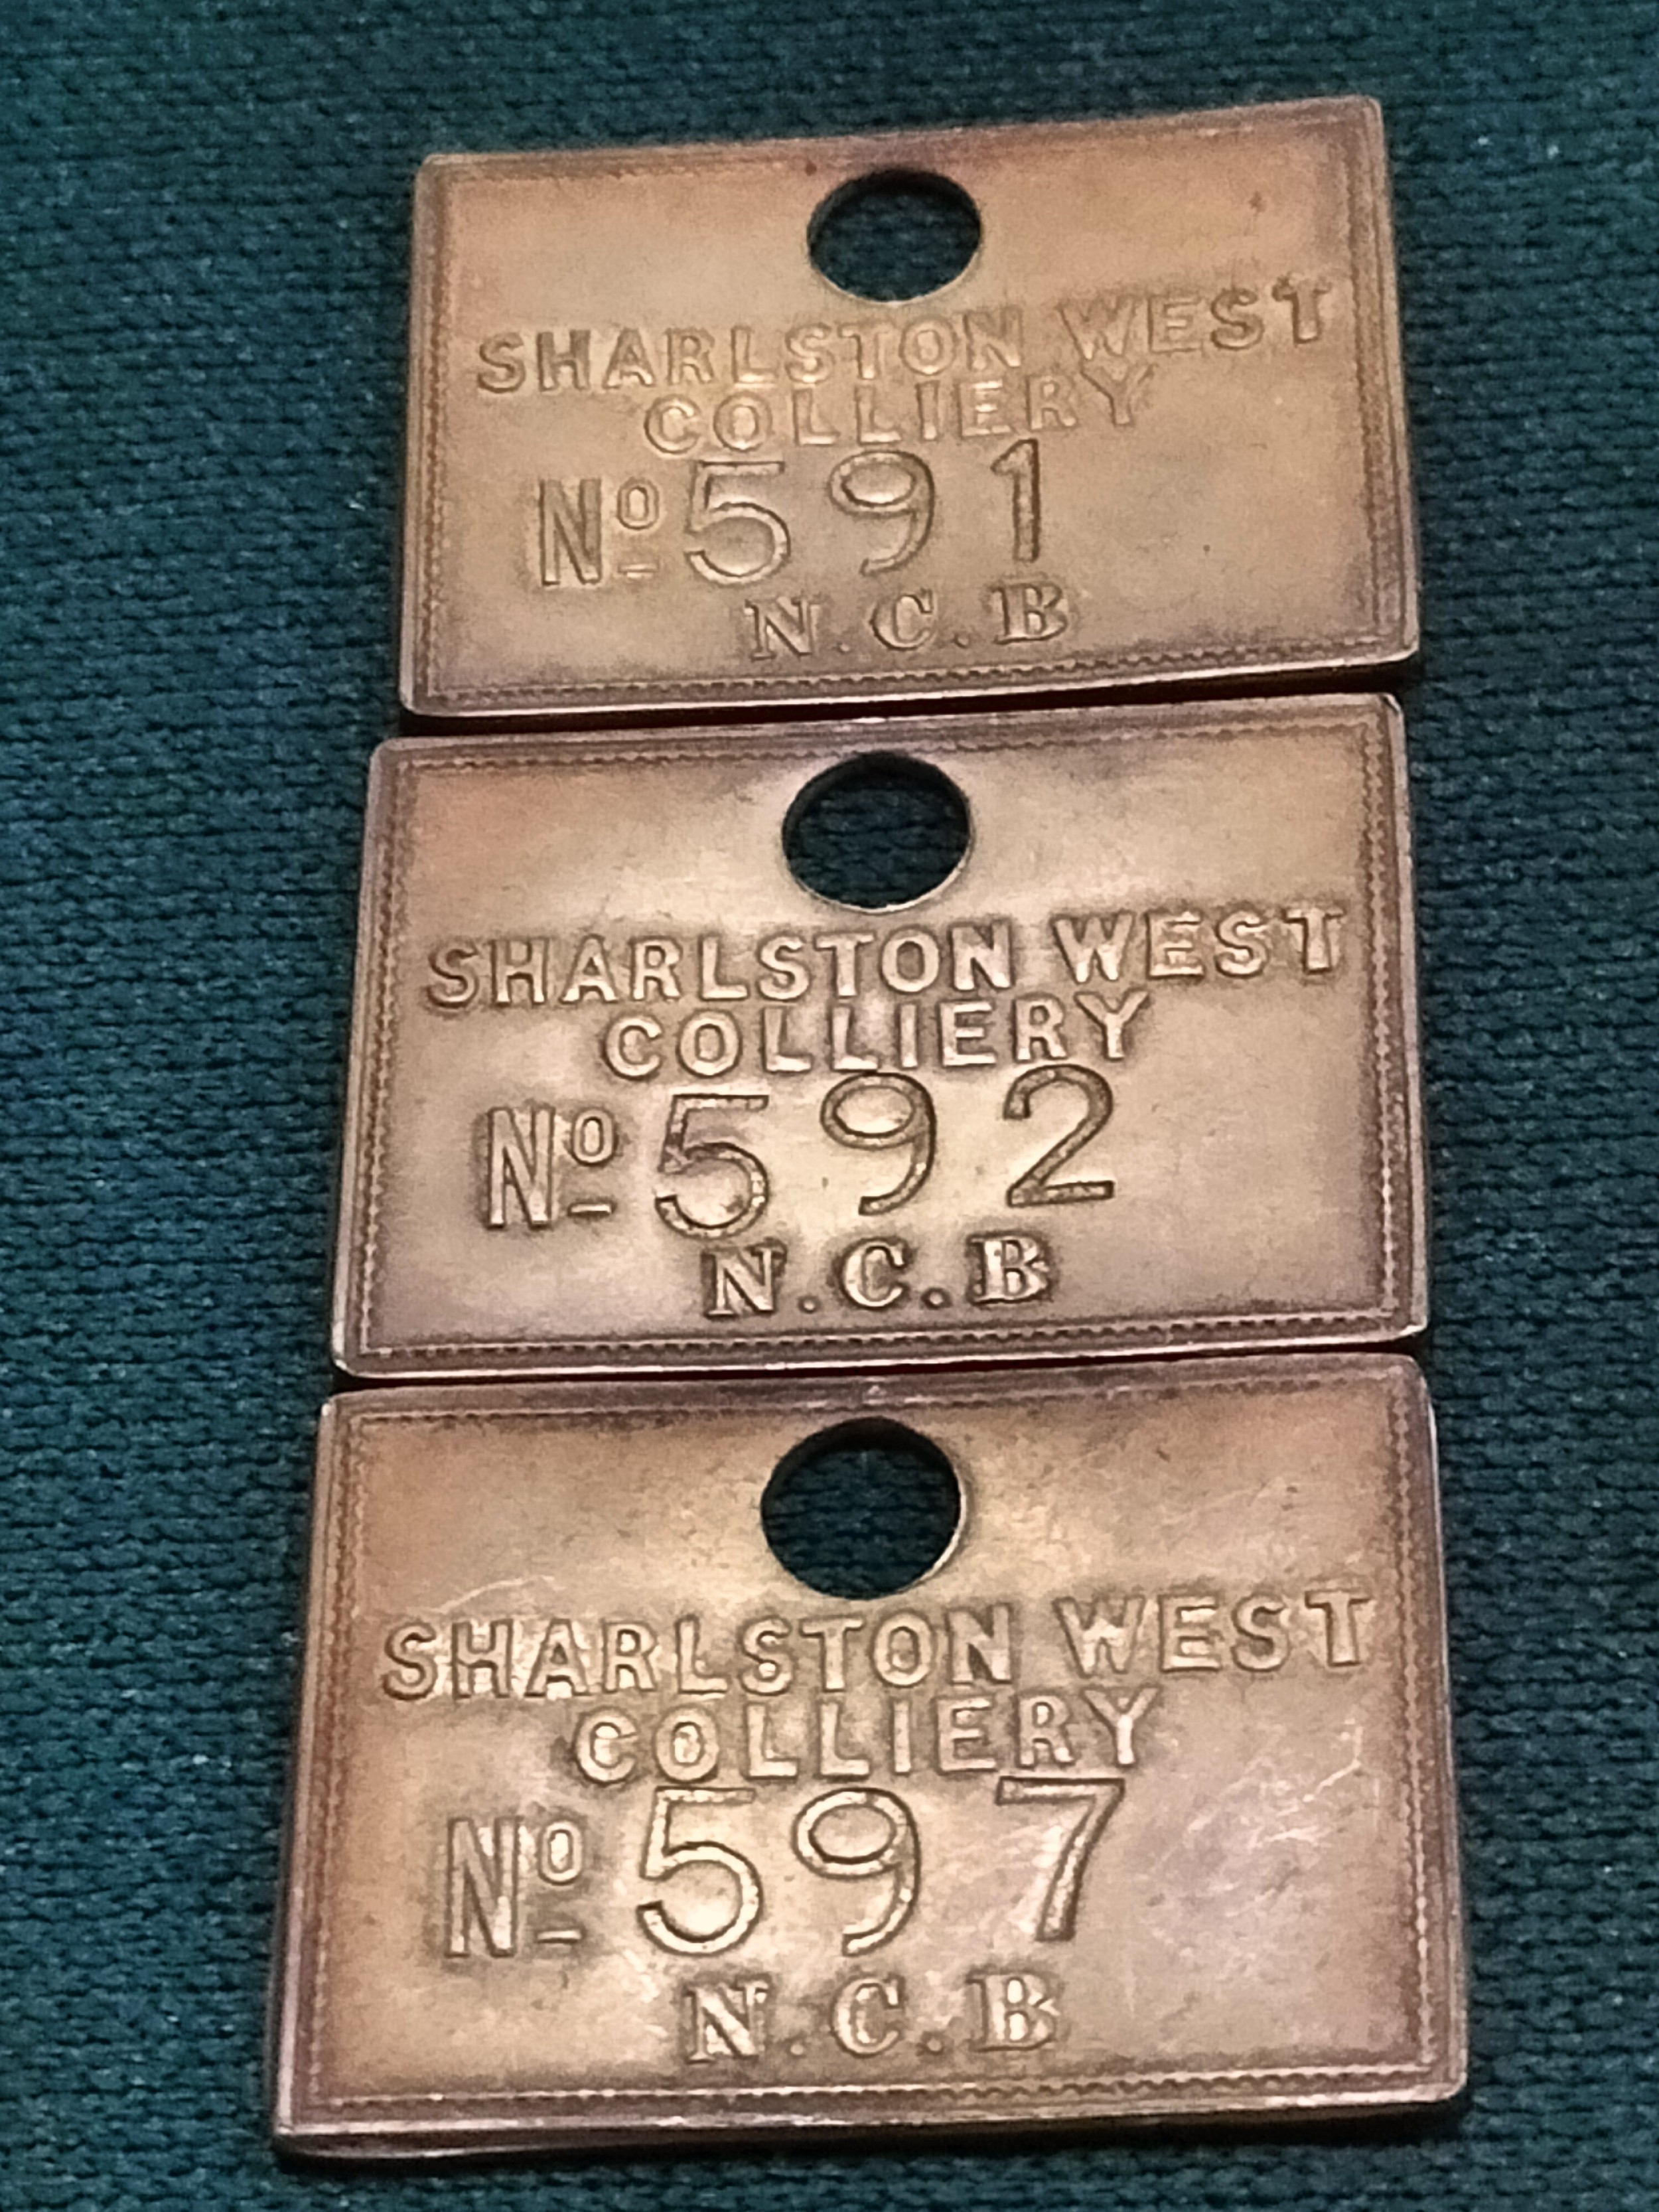 SHARLSTON WEST
COLLIERY
Nº 591
N.C.B
SHARLSTON WEST
COLLIERY
Nº 592
N.C.B
SHARLSTON WEST
COLLIERY
Nº 597
N.C.B